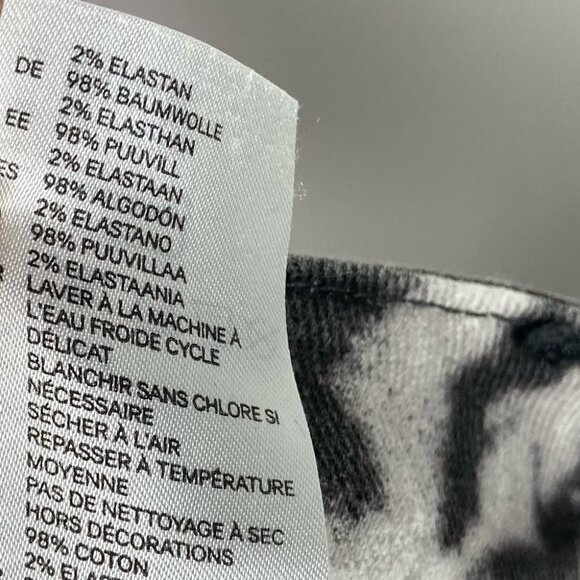 2% ELASTAN
DE 98% BAUMWOLLE
2% ELASTHAN
EE 98% PUUVILL
2% ELASTAAN
ES 98% ALGODÓN
2% ELASTANO
98% PUUVILLAA
2% ELASTAANIA
LAVER À LA MACHINE À
L'EAU FROIDE CYCLE
DÉLICAT
BLANCHIR SANS CHLORE SI
NÉCESSAIRE
SÉCHER À L'AIR
REPASSER À TEMPÉRATURE
MOYENNE
PAS DE NETTOYAGE À SEC
HORS DÉCORATIONS
98% COTON
2% ELAST